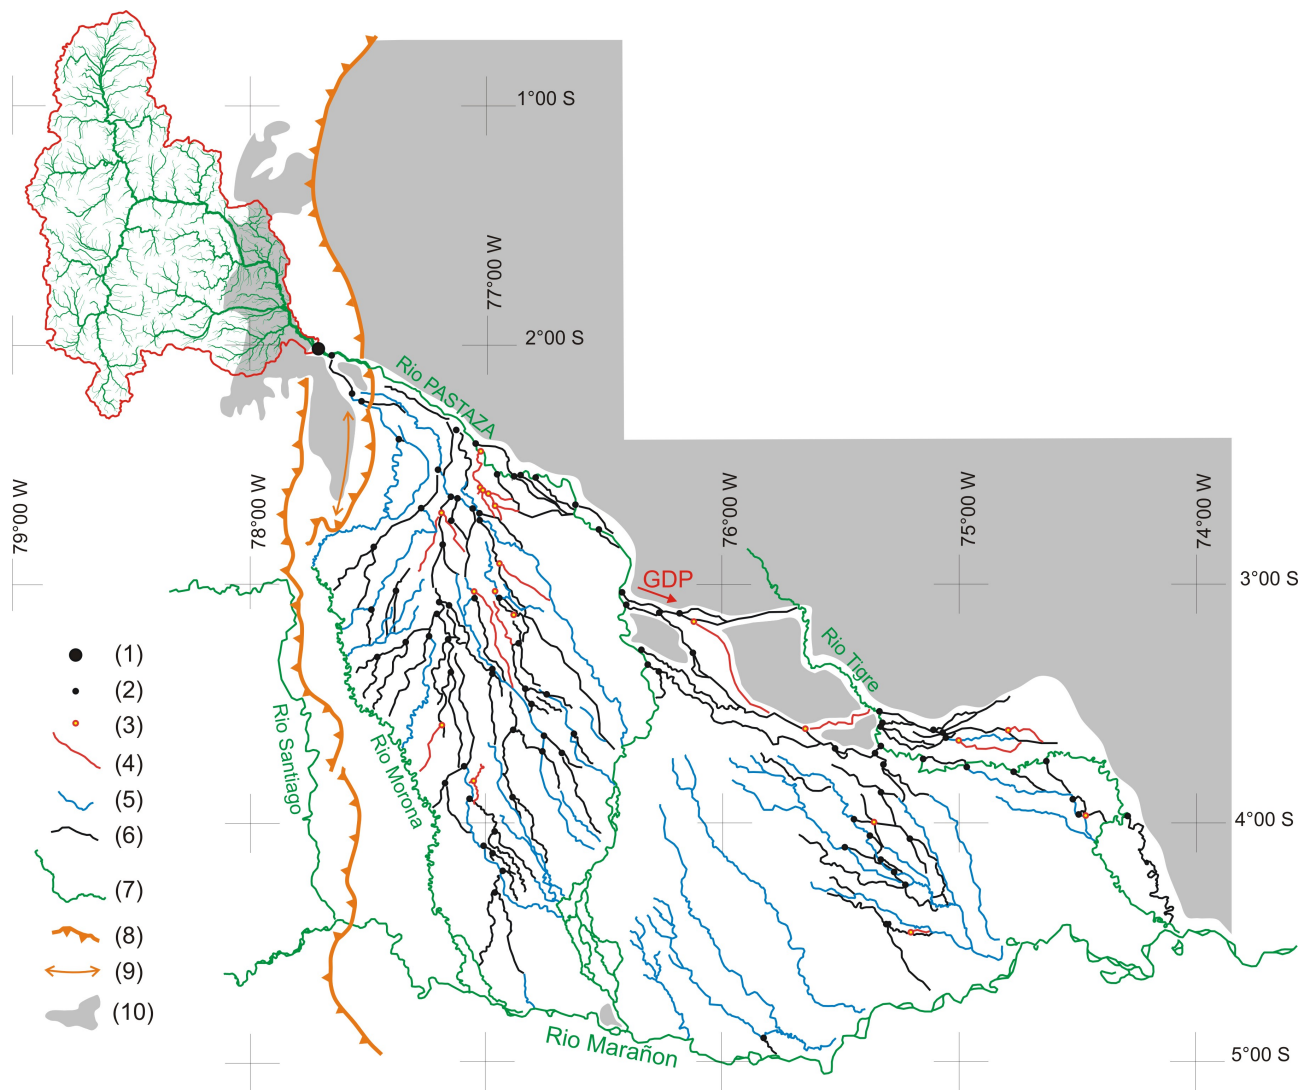 1°00 S
77°00 W
2°00 S
Rio PASTAZA
79°00 W
78°00 W
76°00 W
75°00 W
74°00 W
3°00 S
GDP
Rio Tigre
(1)
(2)
(3)
(4)
(5)
(6)
(7)
(8)
(9)
(10)
Rio Santiago
Rio Morona
4°00 S
Rio Marañon
5°00 S